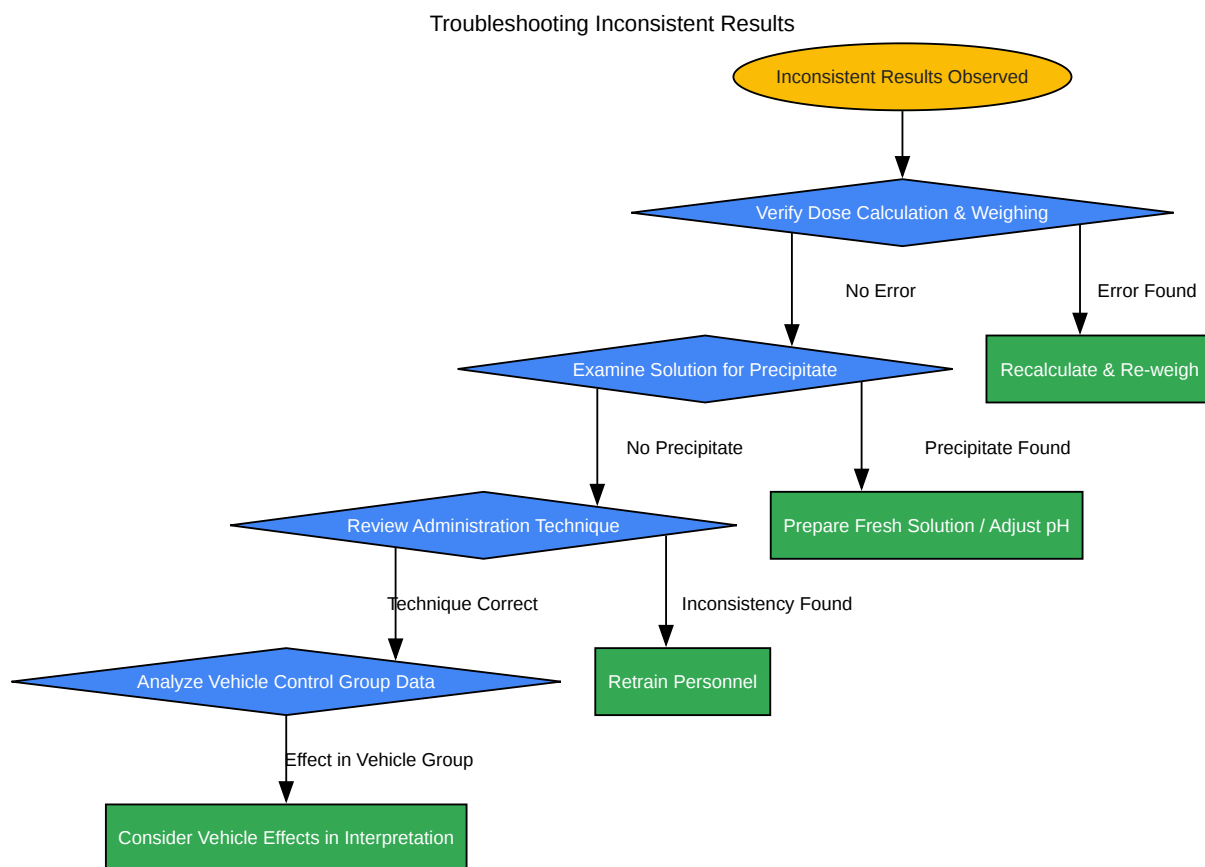 Troubleshooting Inconsistent Results
Inconsistent Results Observed
Verify Dose Calculation & Weighing
No Error
Error Found
Examine Solution for Precipitate
Recalculate & Re-weigh
No Precipitate
Precipitate Found
Review Administration Technique
Prepare Fresh Solution / Adjust pH
Technique Correct
Inconsistency Found
Analyze Vehicle Control Group Data
Retrain Personnel
Effect in Vehicle Group
Consider Vehicle Effects in Interpretation